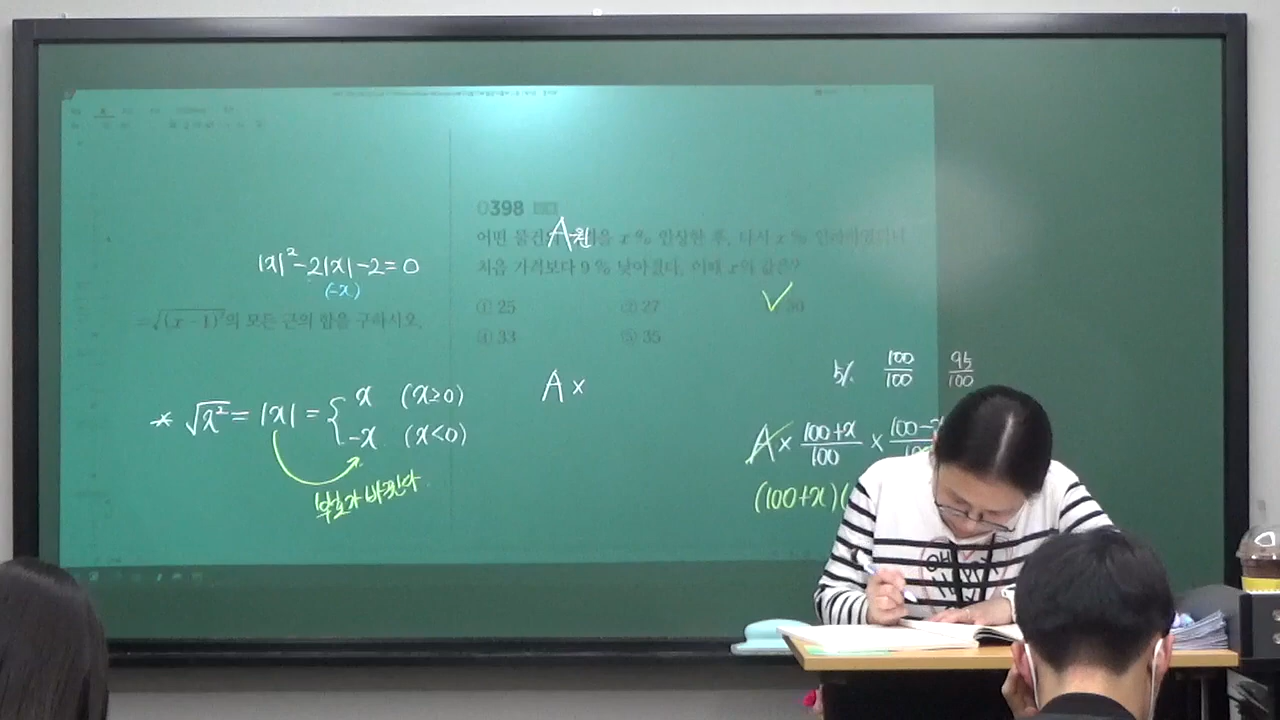 |x|²-2|x|-2=0
(-x)
=√(x-1)²의 모든 근의 합을 구하시오.
* √x² = |x| = { x (x≥0)
-x (x<0)
부호가 바뀐다
0398
A원
어떤 물건 을 x % 인상한 후, 다시 x % 인하하였더니
처음 가격보다 9 % 낮아졌다. 이때 x의 값은?
① 25 ② 27 ✓ 30
④ 33 ⑤ 35
A×
5% 100/100 95/100
A × (100+x)/100 × 100-
(100+x)(